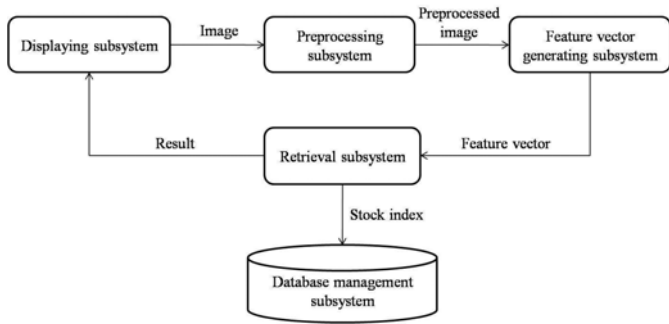 Displaying subsystem
Image
Preprocessing
subsystem
Preprocessed
image
Feature vector
generating subsystem
Result
Retrieval subsystem
Feature vector
Stock index
Database management
subsystem